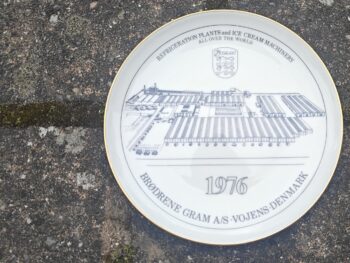 REFRIGERATION PLANTS and ICE CREAM MACHINERY
ALL OVER THE WORLD
1976
BRØDRENE GRAM A/S · VOJENS · DENMARK